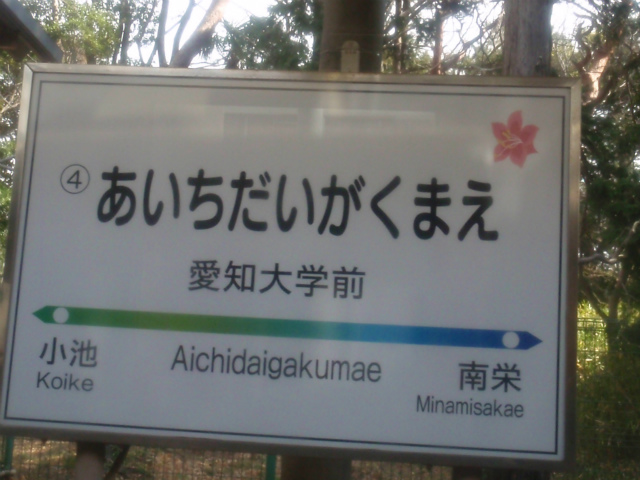 ④ あいちだいがくまえ
愛知大学前
小池 Aichidaigakumae 南栄
Koike Minamisakae